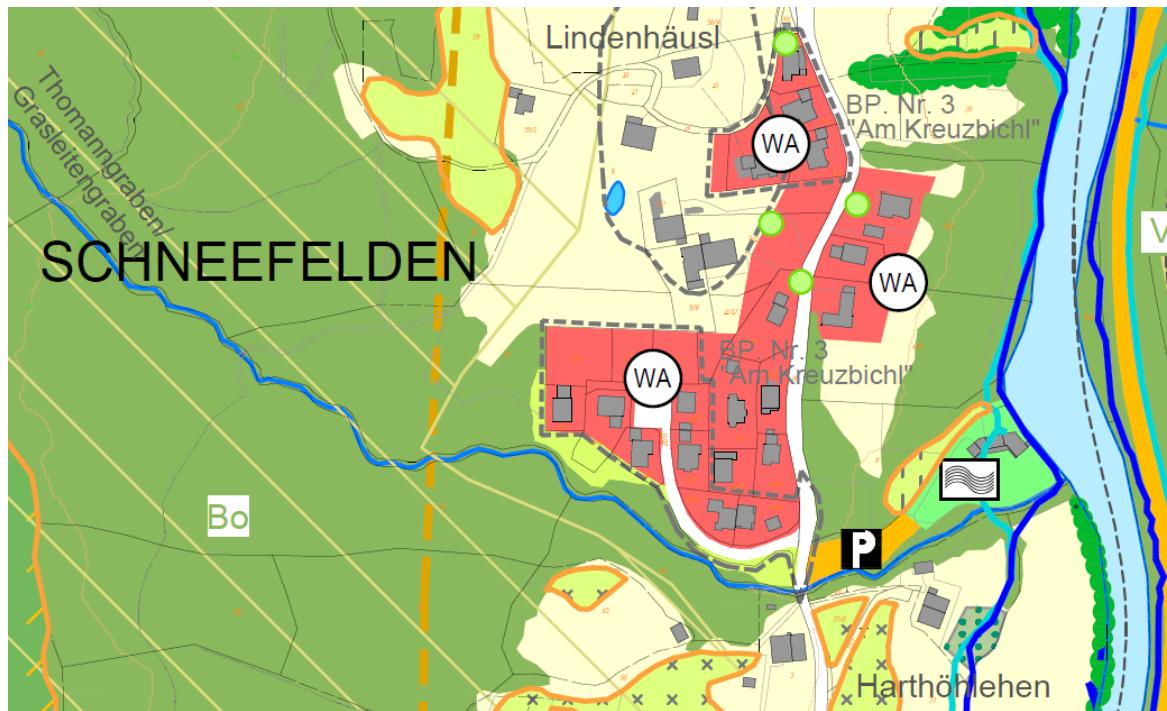 Lindenhäusl
Thomanngraben/
Grasleitengraben
BP. Nr. 3
"Am Kreuzbichl"
WA
SCHNEEFELDEN
V
WA
BP. Nr. 3
"Am Kreuzbichl"
WA
Bo
P
Harthöhlehen